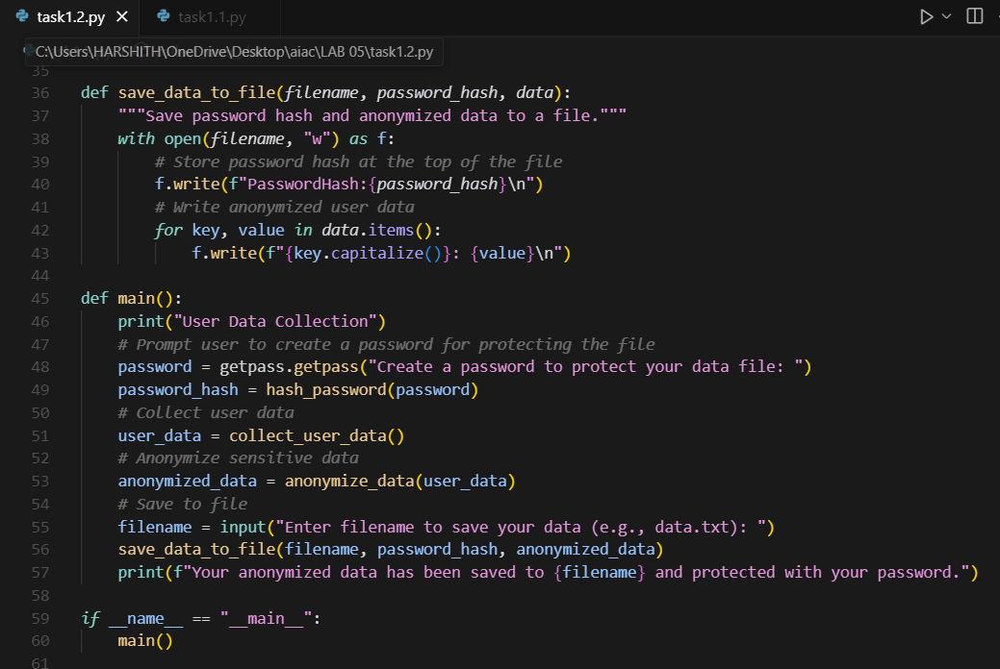 task1.2.py
task1.1.py
C:\Users\HARSHITH\OneDrive\Desktop\aiac\LAB 05\task1.2.py
35
36 def save_data_to_file(filename, password_hash, data):
37     """Save password hash and anonymized data to a file."""
38     with open(filename, "w") as f:
39         # Store password hash at the top of the file
40         f.write(f"PasswordHash:{password_hash}\n")
41         # Write anonymized user data
42         for key, value in data.items():
43             f.write(f"{key.capitalize()}: {value}\n")
44
45 def main():
46     print("User Data Collection")
47     # Prompt user to create a password for protecting the file
48     password = getpass.getpass("Create a password to protect your data file: ")
49     password_hash = hash_password(password)
50     # Collect user data
51     user_data = collect_user_data()
52     # Anonymize sensitive data
53     anonymized_data = anonymize_data(user_data)
54     # Save to file
55     filename = input("Enter filename to save your data (e.g., data.txt): ")
56     save_data_to_file(filename, password_hash, anonymized_data)
57     print(f"Your anonymized data has been saved to {filename} and protected with your password.")
58
59 if __name__ == "__main__":
60     main()
61